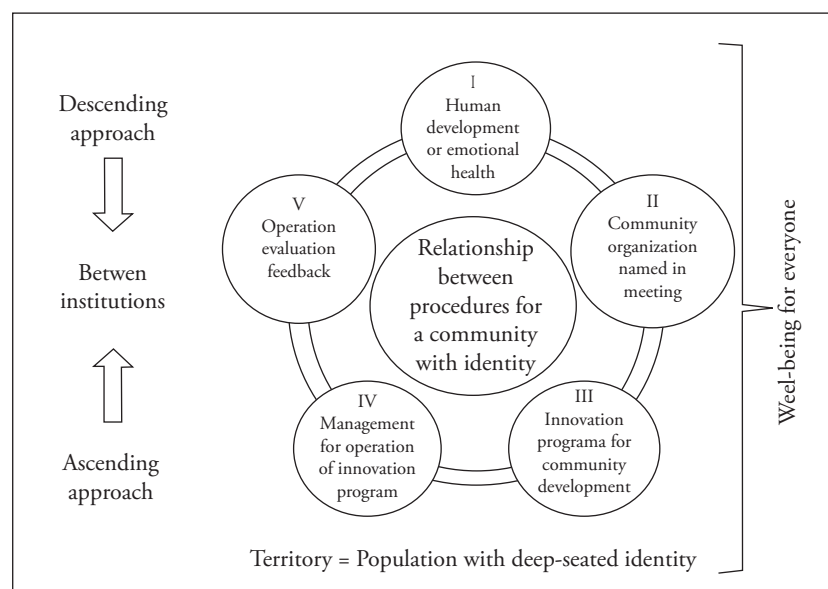 Descending
approach
Betwen
institutions
Ascending
approach
I
Human
development
or emotional
health
II
Community
organization
named in
meeting
III
Innovation
programa for
community
development
IV
Management
for operation
of innovation
program
V
Operation
evaluation
feedback
Relationship
between
procedures for
a community
with identity
Territory = Population with deep-seated identity
Weel-being for everyone